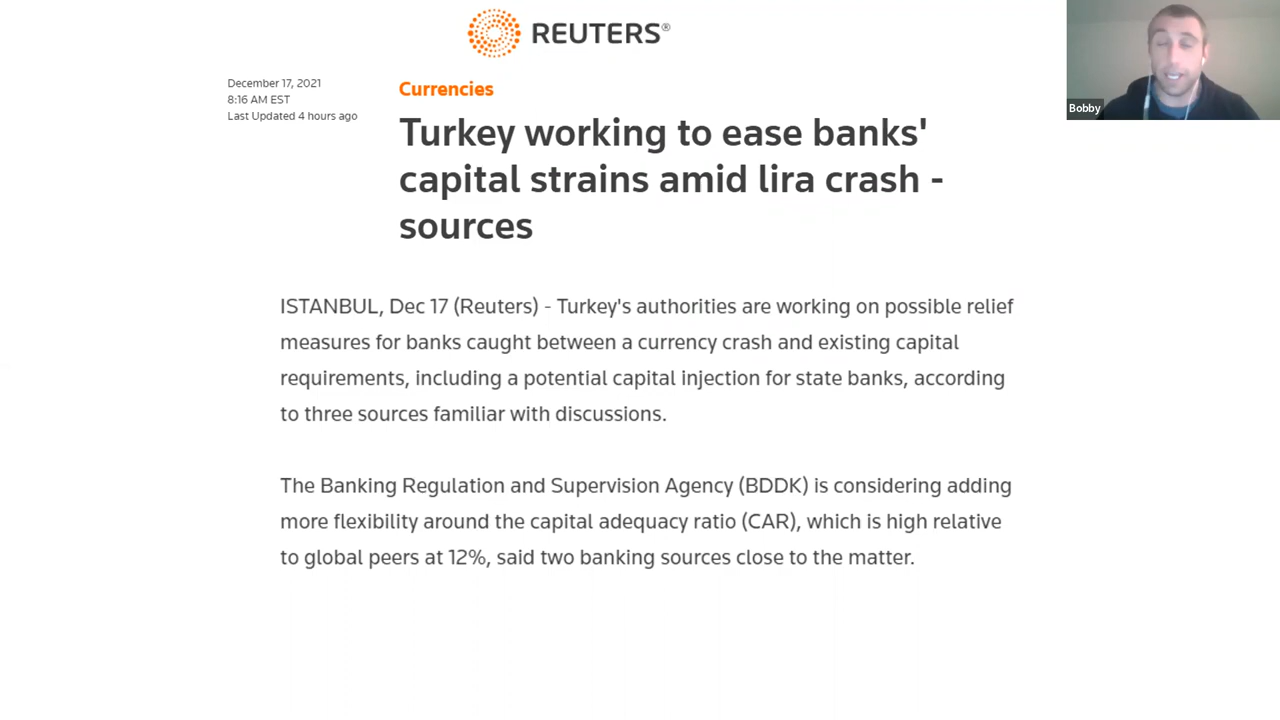 REUTERS®
December 17, 2021
8:16 AM EST
Last Updated 4 hours ago
Currencies
Turkey working to ease banks'
capital strains amid lira crash -
sources
ISTANBUL, Dec 17 (Reuters) - Turkey's authorities are working on possible relief
measures for banks caught between a currency crash and existing capital
requirements, including a potential capital injection for state banks, according
to three sources familiar with discussions.
The Banking Regulation and Supervision Agency (BDDK) is considering adding
more flexibility around the capital adequacy ratio (CAR), which is high relative
to global peers at 12%, said two banking sources close to the matter.
Bobby